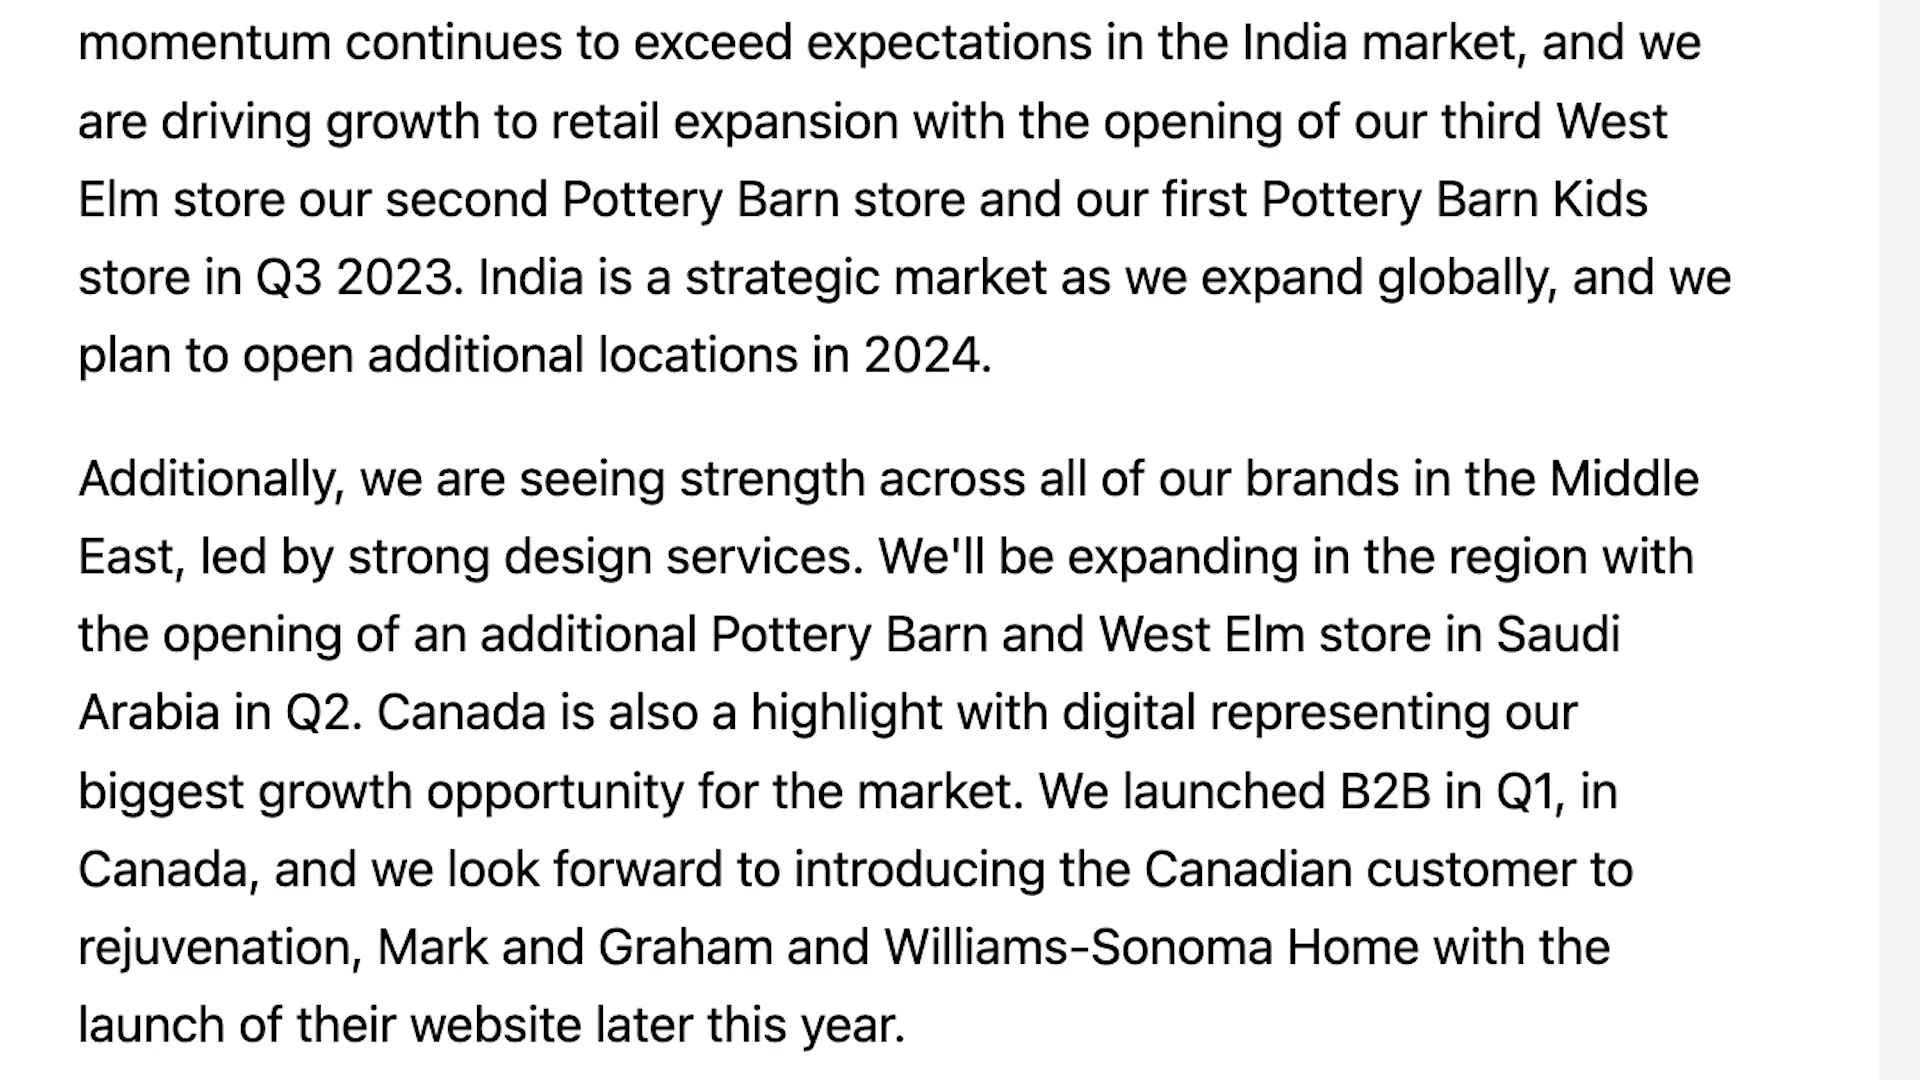 momentum continues to exceed expectations in the India market, and we
are driving growth to retail expansion with the opening of our third West
Elm store our second Pottery Barn store and our first Pottery Barn Kids
store in Q3 2023. India is a strategic market as we expand globally, and we
plan to open additional locations in 2024.
Additionally, we are seeing strength across all of our brands in the Middle
East, led by strong design services. We'll be expanding in the region with
the opening of an additional Pottery Barn and West Elm store in Saudi
Arabia in Q2. Canada is also a highlight with digital representing our
biggest growth opportunity for the market. We launched B2B in Q1, in
Canada, and we look forward to introducing the Canadian customer to
rejuvenation, Mark and Graham and Williams-Sonoma Home with the
launch of their website later this year.